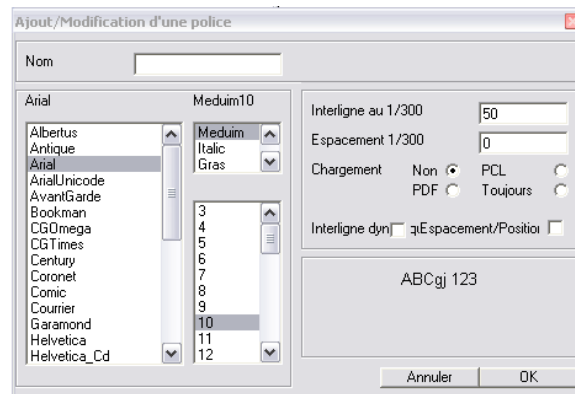 Ajout/Modification d'une police
Nom
Arial
Meduim10
Albertus
Antique
Arial
ArialUnicode
AvantGarde
Bookman
CGOmega
CGTimes
Century
Coronet
Comic
Courrier
Garamond
Helvetica
Helvetica_Cd
Meduim
Italic
Gras
3
4
5
6
7
8
9
10
11
12
Interligne au 1/300 50
Espacement 1/300 0
Chargement Non PCL
PDF Toujours
Interligne dyn Espacement/Position
ABCgj 123
Annuler OK